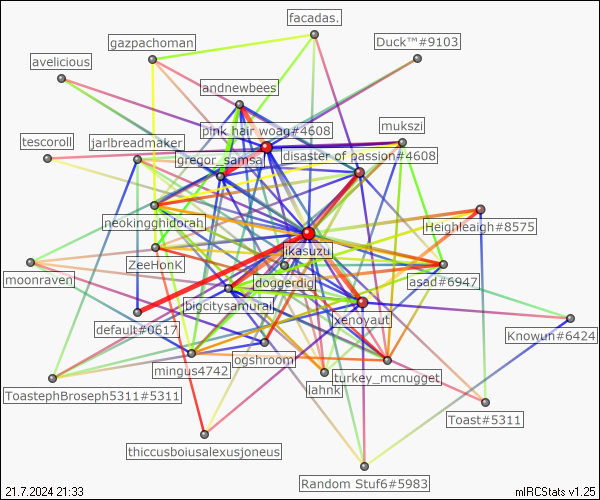 facadas.
gazpachoman
Duck™#9103
avelicious
andnewbees
pink hair_woag#4608
mukszi
tescoroll
jarlbreadmaker
gregor_samsa
disaster of passion#4608
neokingghidorah
Heighleaigh#8575
ikasuzu
ZeeHonK
moonraven
doggerdig
asad#6947
bigcitysamurai
xenoyaut
default#0617
Knowun#6424
ogshroom
mingus4742
turkey_mcnugget
lahnk
ToastephBroseph5311#5311
Toast#5311
thiccusboiusalexusjoneus
Random Stuf6#5983
21.7.2024 21:33
mIRCStats v1.25